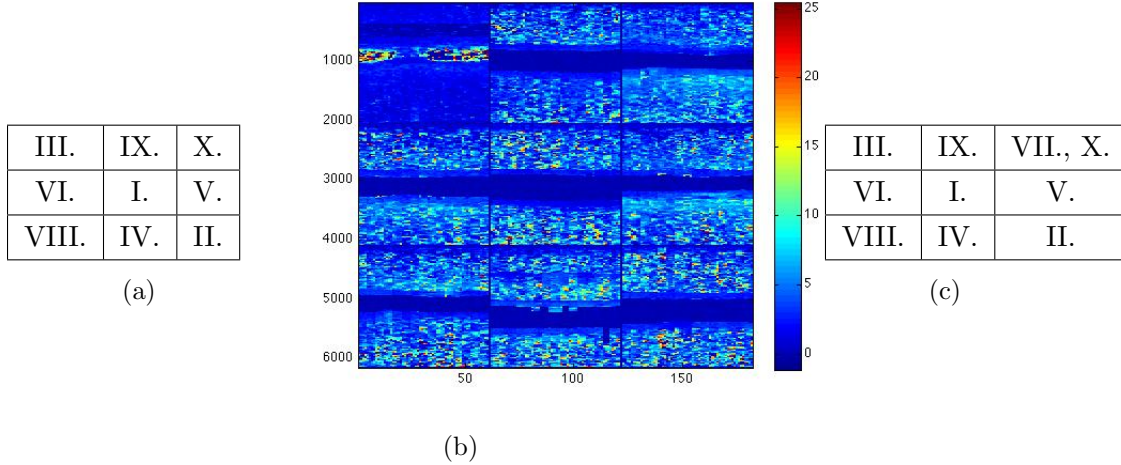 III. IX. X.
VI. I. V.
VIII. IV. II.
(a)
1000
2000
3000
4000
5000
6000
50 100 150
25
20
15
10
5
0
(b)
III. IX. VII., X.
VI. I. V.
VIII. IV. II.
(c)